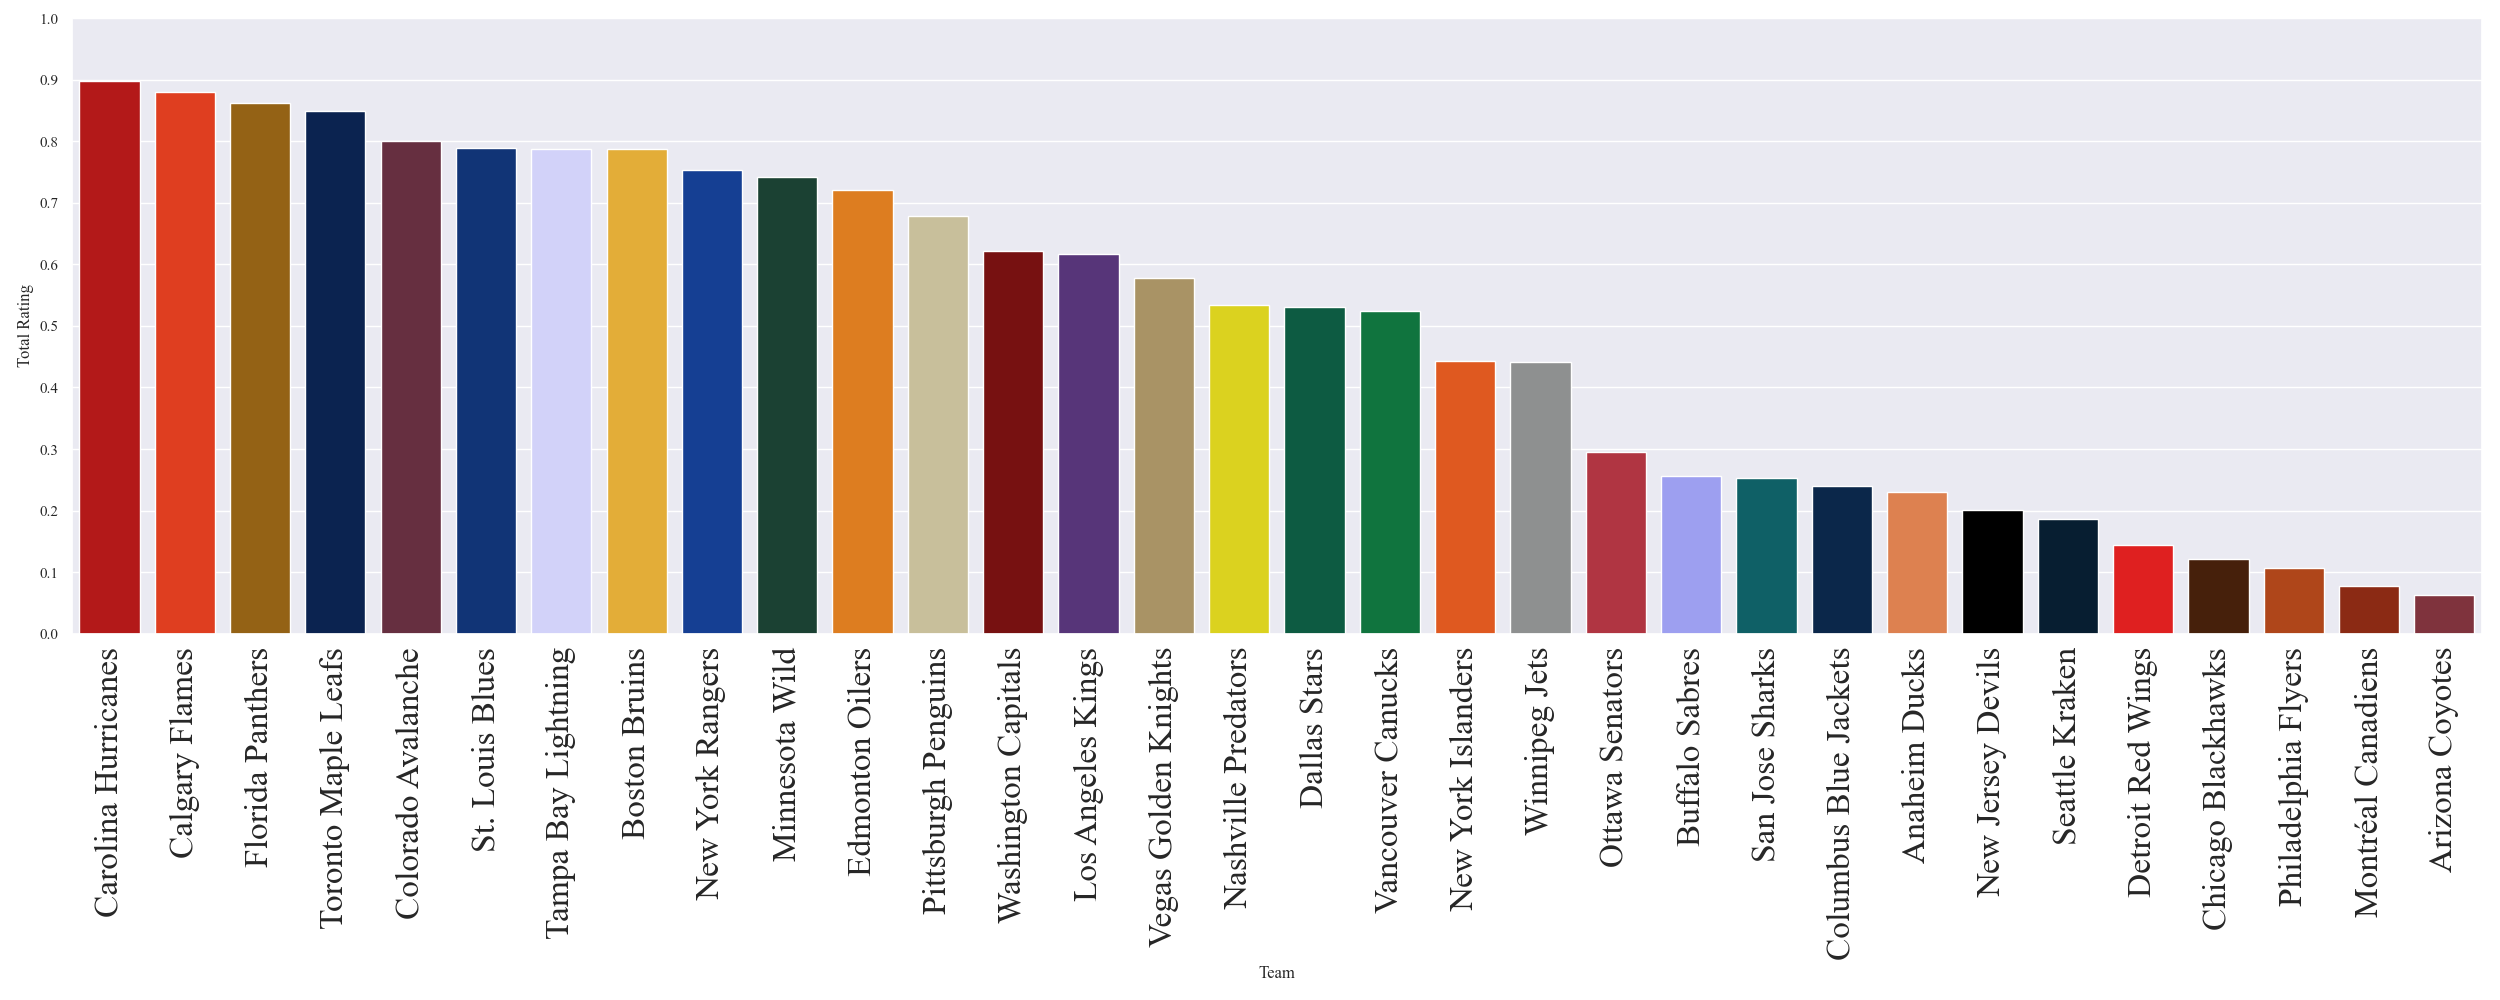 1.0
0.9
0.8
0.7
0.6
0.5
0.4
0.3
0.2
0.1
0.0
Total Rating
Carolina Hurricanes
Calgary Flames
Florida Panthers
Toronto Maple Leafs
Colorado Avalanche
St. Louis Blues
Tampa Bay Lightning
Boston Bruins
New York Rangers
Minnesota Wild
Edmonton Oilers
Pittsburgh Penguins
Washington Capitals
Los Angeles Kings
Vegas Golden Knights
Nashville Predators
Dallas Stars
Vancouver Canucks
New York Islanders
Winnipeg Jets
Ottawa Senators
Buffalo Sabres
San Jose Sharks
Columbus Blue Jackets
Anaheim Ducks
New Jersey Devils
Seattle Kraken
Detroit Red Wings
Chicago Blackhawks
Philadelphia Flyers
Montréal Canadiens
Arizona Coyotes
Team